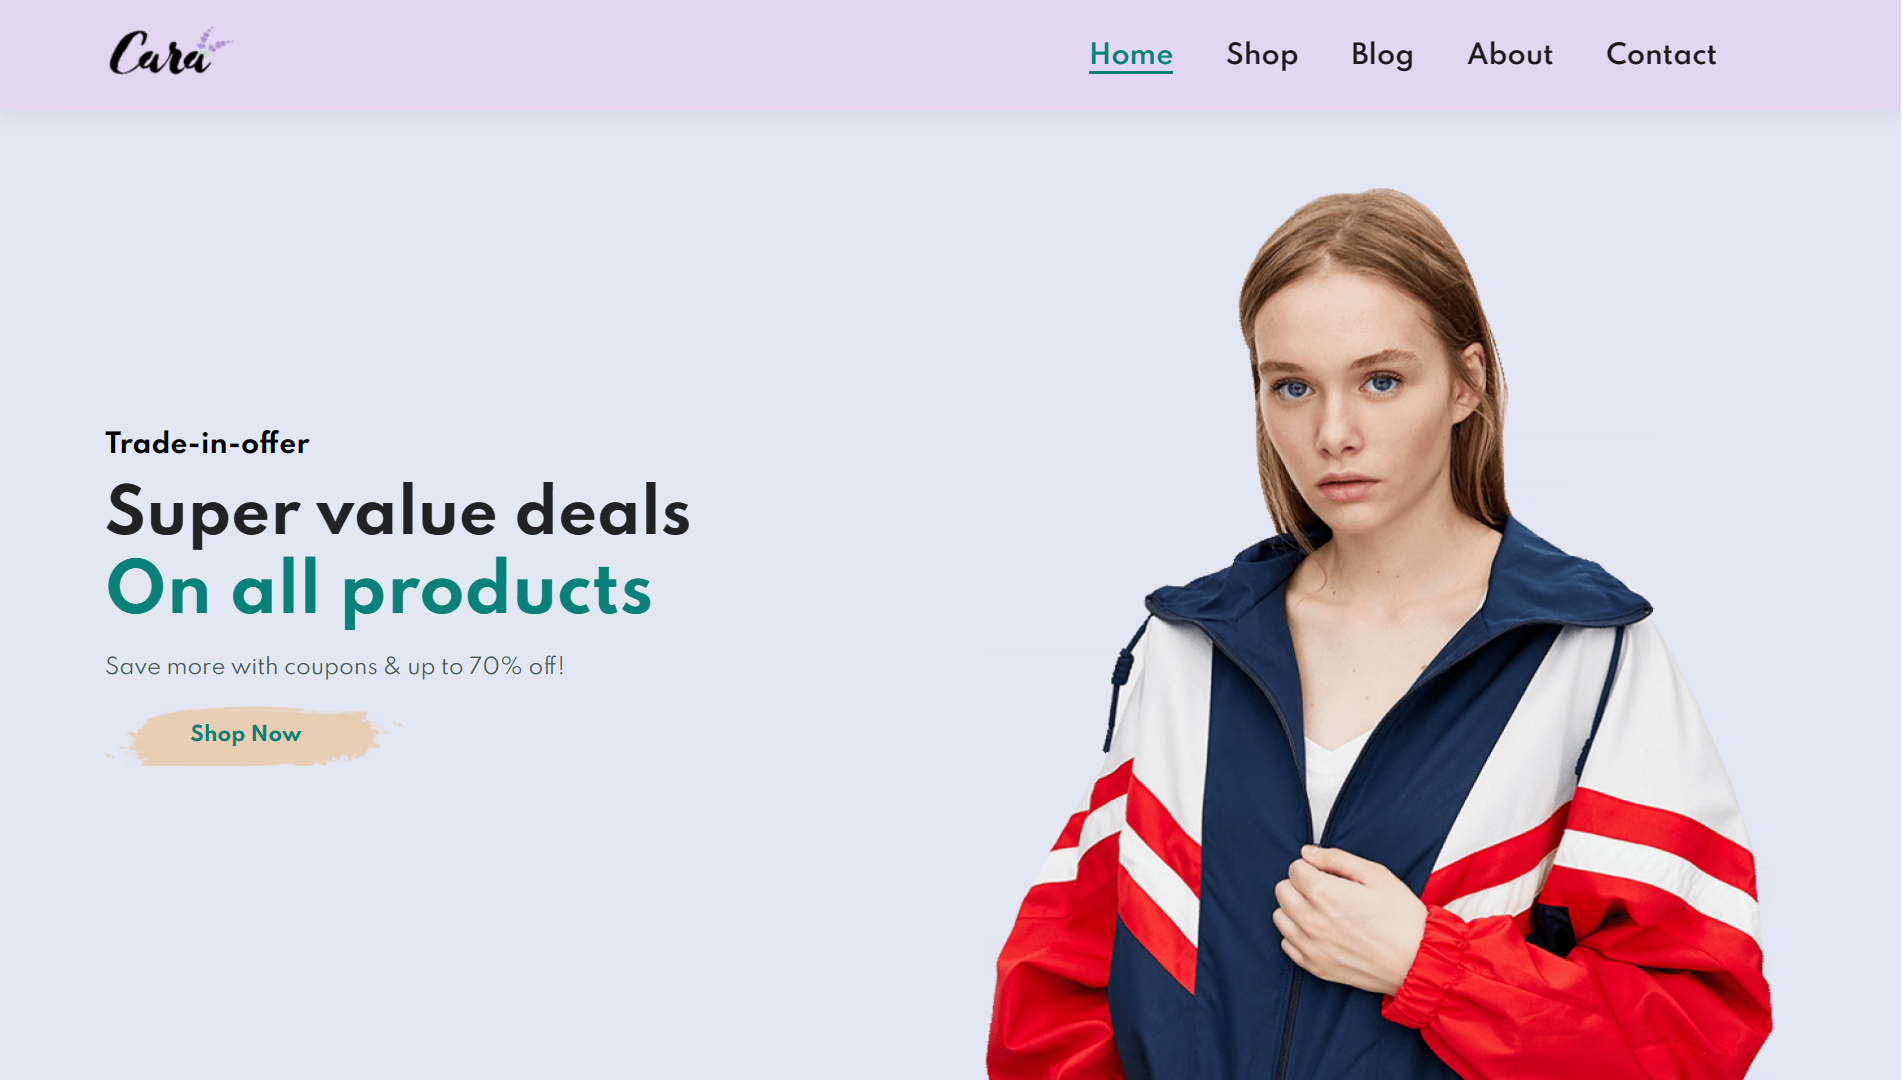 Cara
Home Shop Blog About Contact
Trade-in-offer
Super value deals
On all products
Save more with coupons & up to 70% off!
Shop Now